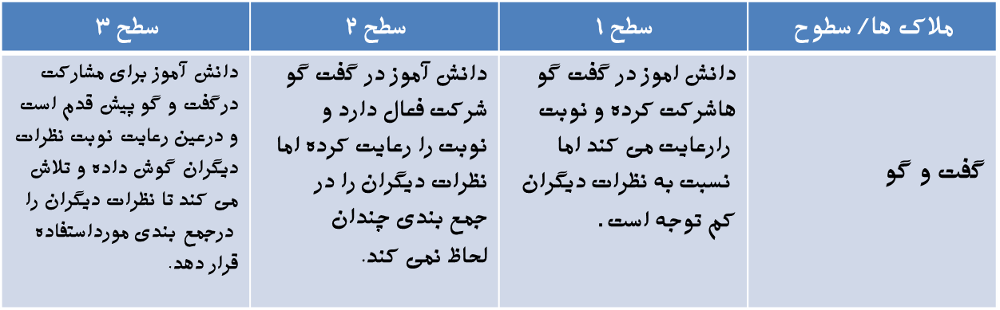 ملاک ها/ سطوح
سطح ۱
سطح ۲
سطح ۳
گفت و گو
دانش اموز در گفت گو
هاشرکت کرده و نوبت
رارعایت می کند اما
نسبت به نظرات دیگران
کم توجه است.
دانش آموز در گفت گو
شرکت فعال دارد و
نوبت را رعایت کرده اما
نظرات دیگران را در
جمع بندی چندان
لحاظ نمی کند.
دانش آموز برای مشارکت
درگفت و گو پیش قدم است
و درعین رعایت نوبت نظرات
دیگران گوش داده و تلاش
می کند تا نظرات دیگران را
درجمع بندی مورداستفاده
قرار دهد.